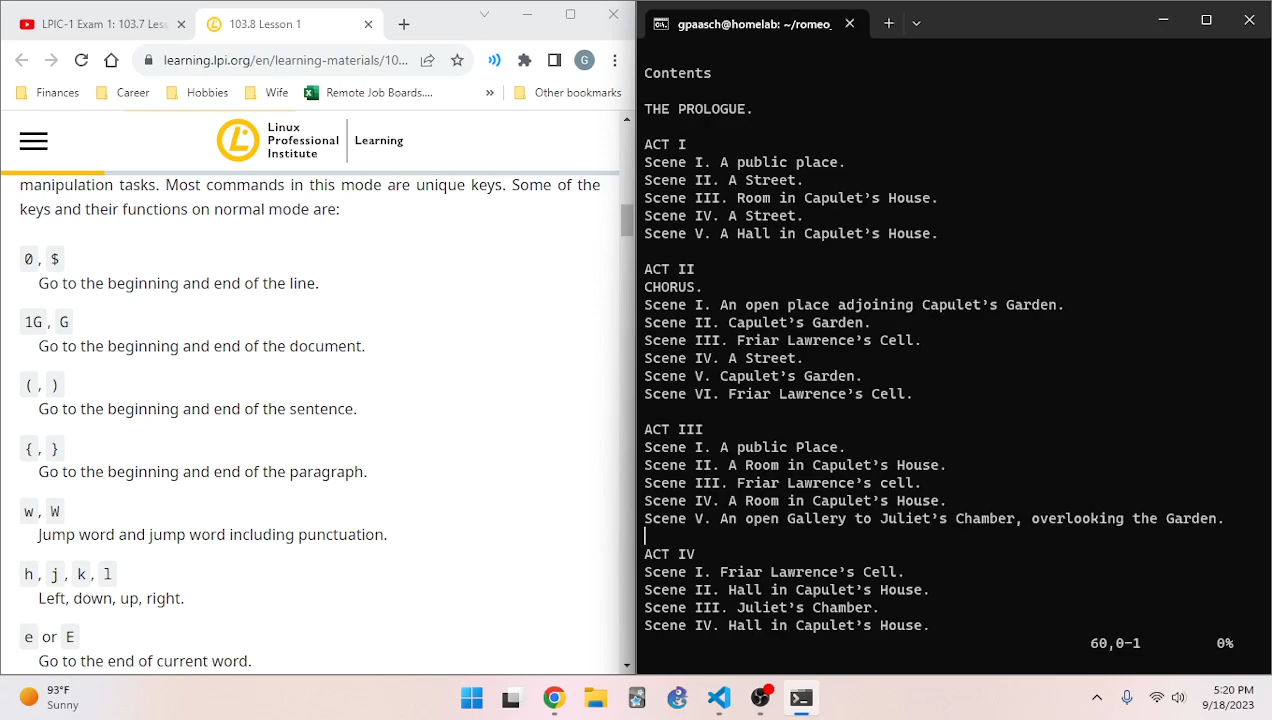 LPIC-1 Exam 1: 103.7 Less
103.8 Lesson 1
learning.lpi.org/en/learning-materials/10...
G
Finances
Career
Hobbies
Wife
Remote Job Boards....
»
Other bookmarks
Linux
Professional
Institute
Learning
manipulation tasks. Most commands in this mode are unique keys. Some of the
keys and their functions on normal mode are:
0, $
Go to the beginning and end of the line.
1G, G
Go to the beginning and end of the document.
(, )
Go to the beginning and end of the sentence.
{, }
Go to the beginning and end of the paragraph.
w, W
Jump word and jump word including punctuation.
h, j, k, l
Left, down, up, right.
e or E
Go to the end of current word.
gpaasch@homelab: ~/romeo_
Contents
THE PROLOGUE.
ACT I
Scene I. A public place.
Scene II. A Street.
Scene III. Room in Capulet’s House.
Scene IV. A Street.
Scene V. A Hall in Capulet’s House.
ACT II
CHORUS.
Scene I. An open place adjoining Capulet’s Garden.
Scene II. Capulet’s Garden.
Scene III. Friar Lawrence’s Cell.
Scene IV. A Street.
Scene V. Capulet’s Garden.
Scene VI. Friar Lawrence’s Cell.
ACT III
Scene I. A public Place.
Scene II. A Room in Capulet’s House.
Scene III. Friar Lawrence’s cell.
Scene IV. A Room in Capulet’s House.
Scene V. An open Gallery to Juliet’s Chamber, overlooking the Garden.
ACT IV
Scene I. Friar Lawrence’s Cell.
Scene II. Hall in Capulet’s House.
Scene III. Juliet’s Chamber.
Scene IV. Hall in Capulet’s House.
60,0-1 0%
93°F
Sunny
5:20 PM
9/18/2023